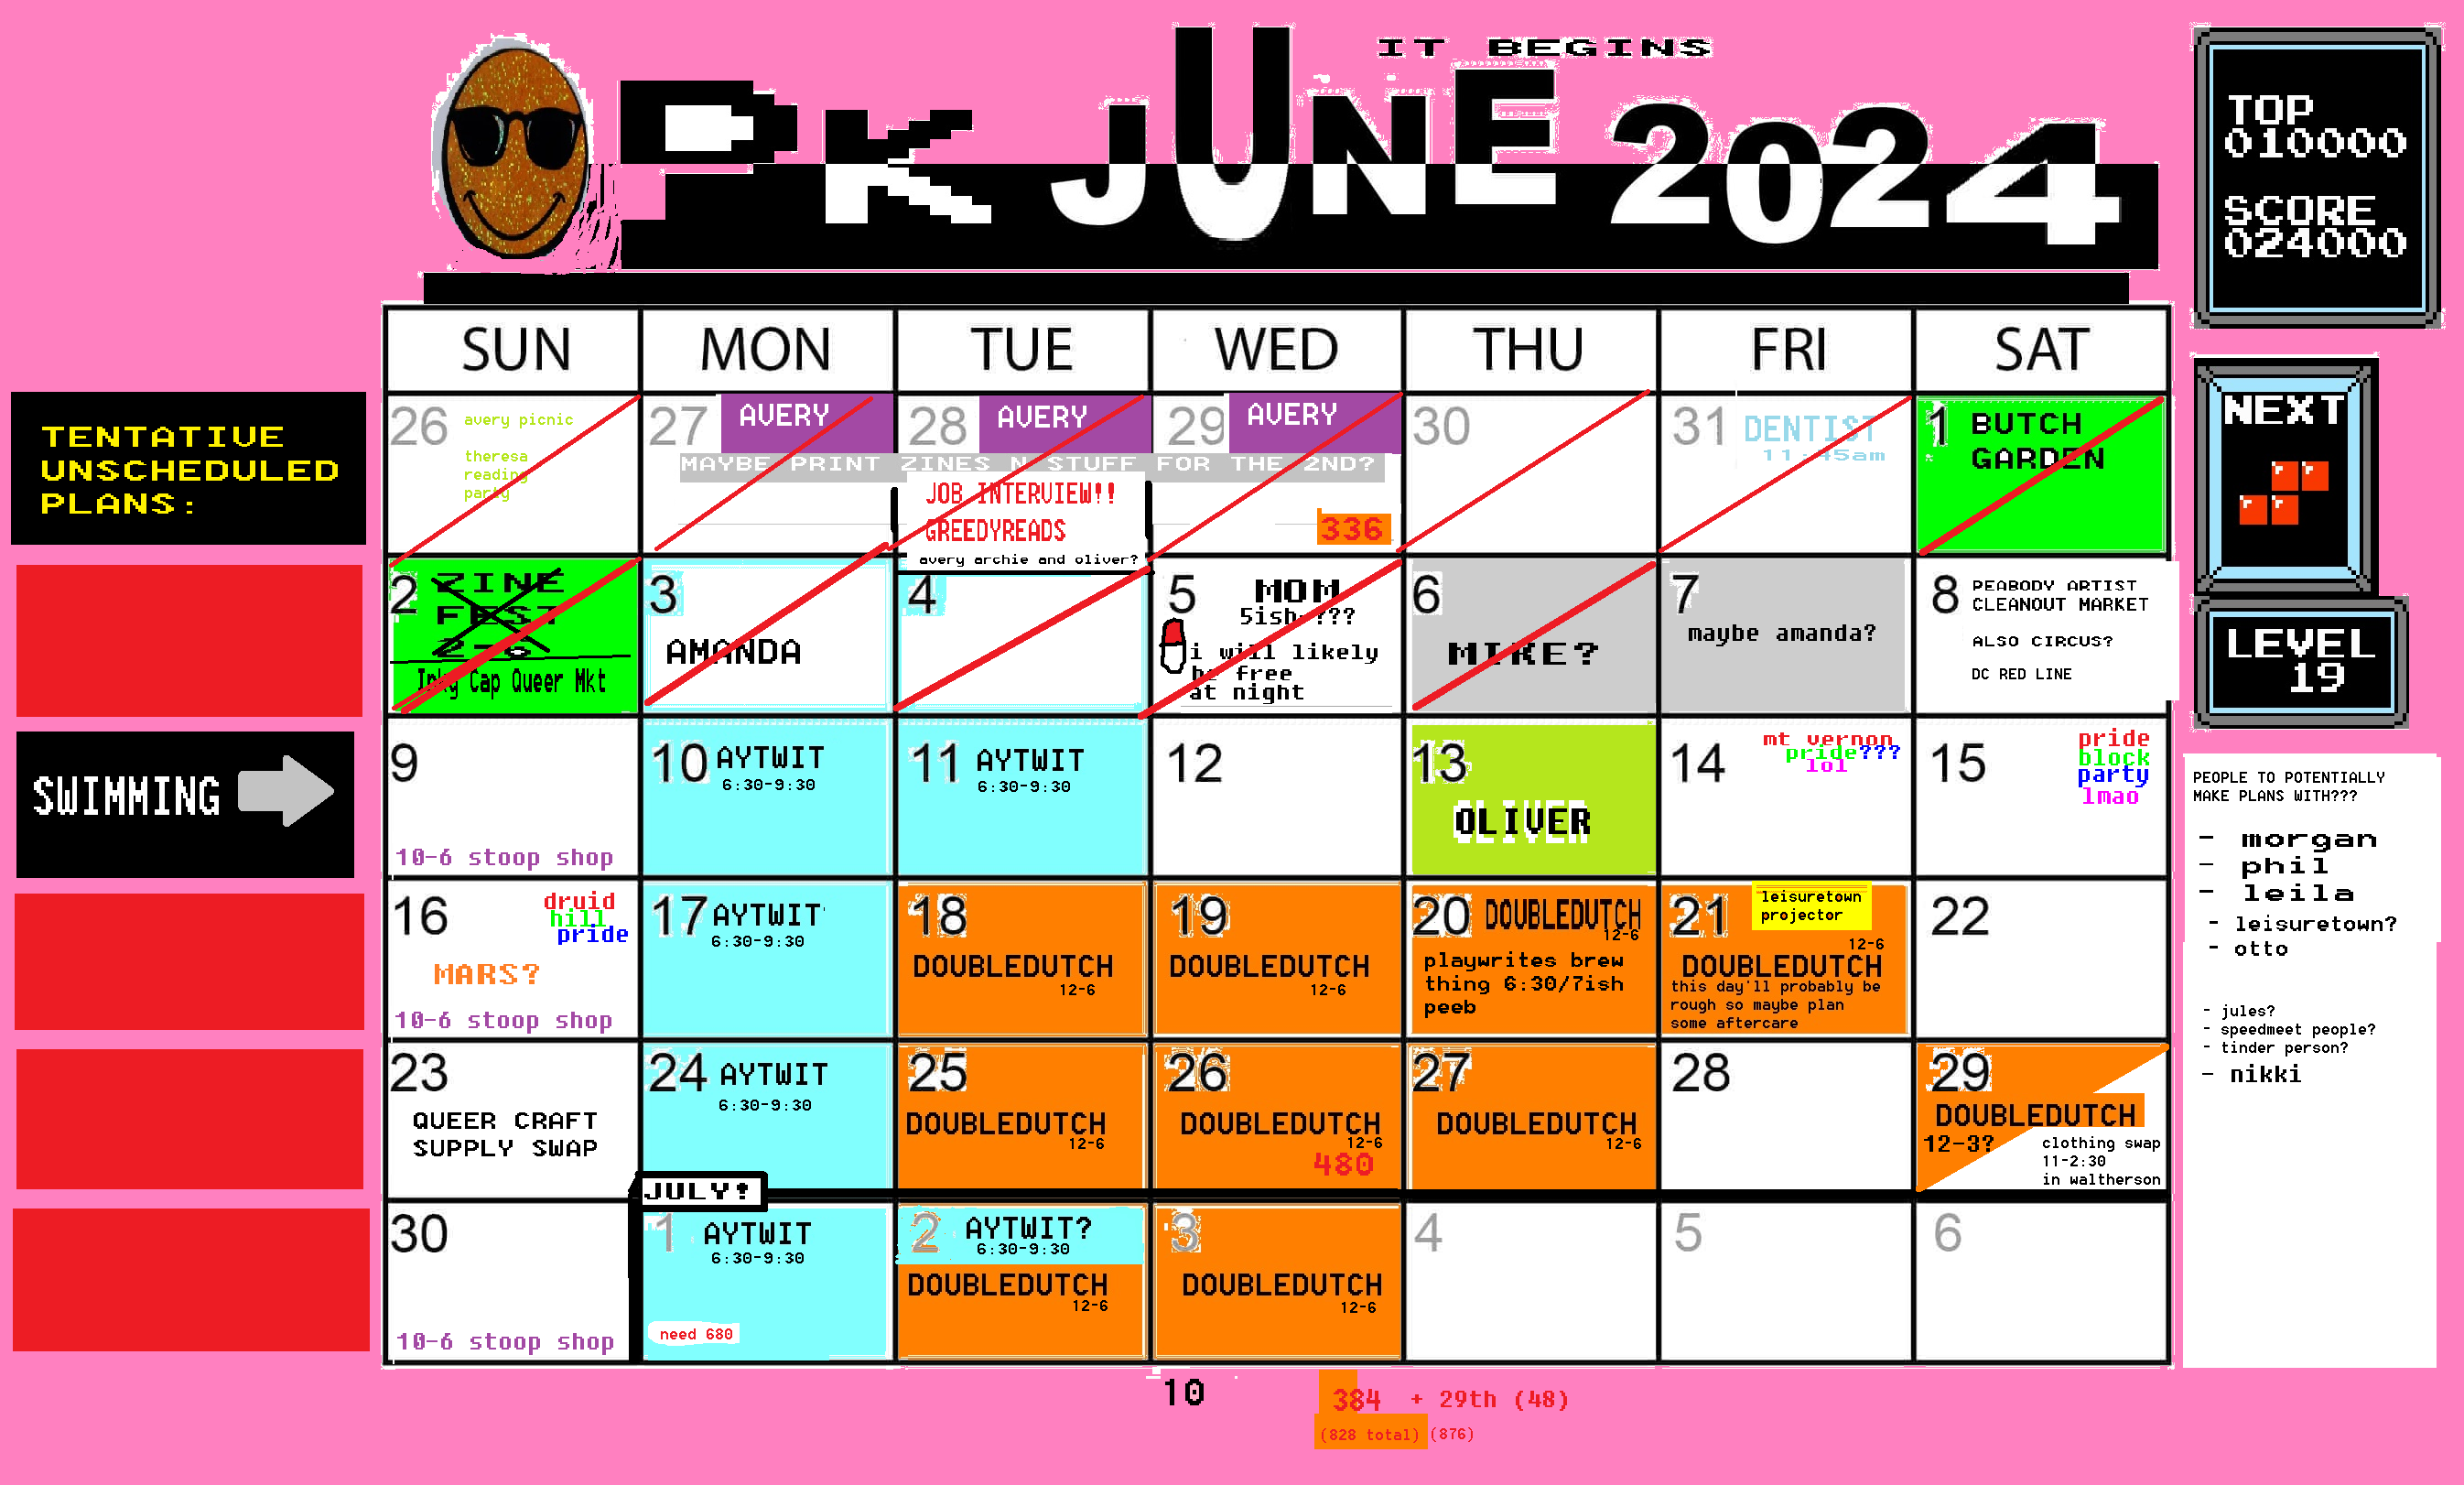 IT BEGINS
PK JUNE 2024
TOP
010000
SCORE
024000
NEXT
LEVEL
19
TENTATIVE
UNSCHEDULED
PLANS:
SWIMMING
SUN MON TUE WED THU FRI SAT
26
avery picnic
theresa
reading
party
27
AVERY
28
AVERY
29
AVERY
MAYBE PRINT ZINES N STUFF FOR THE 2ND?
JOB INTERVIEW!!
GREEDYREADS
avery archie and oliver?
336
30
31
DENTIST
11:45am
1
BUTCH
GARDEN
2
ZINE
FEST
2-6
Inky Cap Queer Mkt
3
AMANDA
4
5
MOM
5ish ???
i will likely
be free
at night
6
MIKE?
7
maybe amanda?
8
PEABODY ARTIST
CLEANOUT MARKET
ALSO CIRCUS?
DC RED LINE
9
10-6 stoop shop
10
AYTWIT
6:30-9:30
11
AYTWIT
6:30-9:30
12
13
OLIVER
14
mt vernon
pride???
lol
15
pride
block
party
lmao
16
druid
hill
pride
MARS?
10-6 stoop shop
17
AYTWIT
6:30-9:30
18
DOUBLEDUTCH
12-6
19
DOUBLEDUTCH
12-6
20
DOUBLEDUTCH
12-6
playwrites brew
thing 6:30/7ish
peeb
21
leisuretown
projector
12-6
DOUBLEDUTCH
this day'll probably be
rough so maybe plan
some aftercare
22
23
QUEER CRAFT
SUPPLY SWAP
24
AYTWIT
6:30-9:30
25
DOUBLEDUTCH
12-6
26
DOUBLEDUTCH
12-6
480
27
DOUBLEDUTCH
12-6
28
29
DOUBLEDUTCH
12-3?
clothing swap
11-2:30
in waltherson
30
10-6 stoop shop
JULY!
1
AYTWIT
6:30-9:30
need 680
2
AYTWIT?
6:30-9:30
DOUBLEDUTCH
12-6
3
DOUBLEDUTCH
12-6
4
5
6
10
384 + 29th (48)
(828 total) (876)
PEOPLE TO POTENTIALLY
MAKE PLANS WITH???
- morgan
- phil
- leila
- leisuretown?
- otto
- jules?
- speedmeet people?
- tinder person?
- nikki